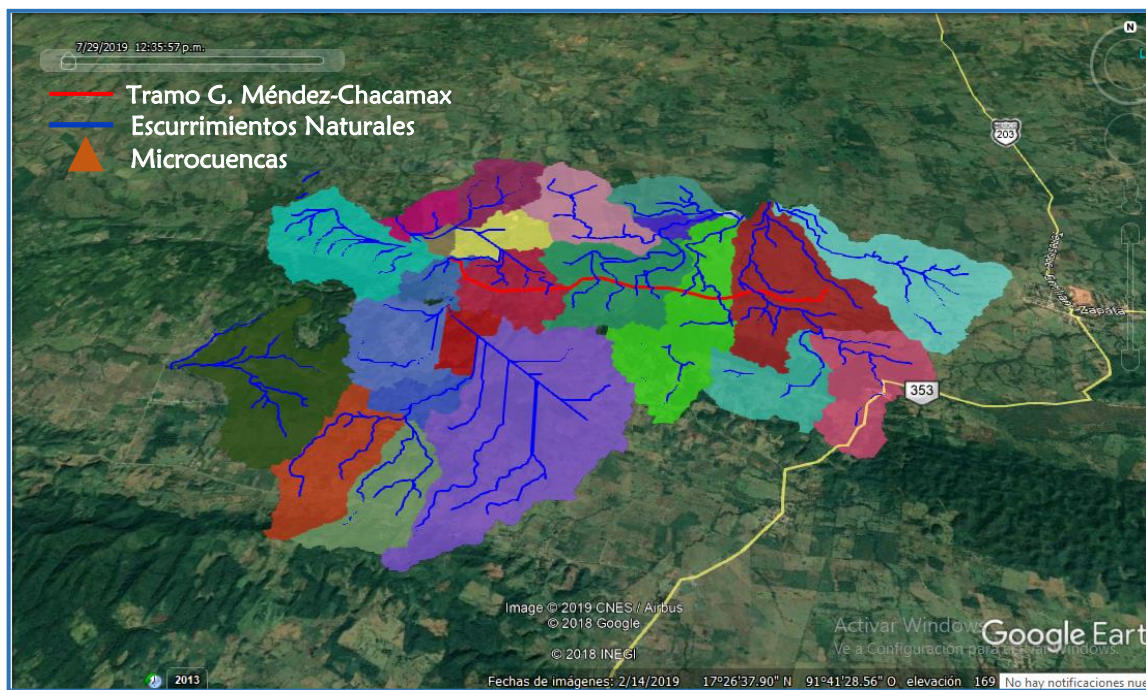 7/29/2019 12:35:57 p.m.
N
Tramo G. Méndez-Chacamax
Escurrimientos Naturales
Microcuencas
203
Zapata
353
Image © 2019 CNES / Airbus
© 2018 Google
© 2018 INEGI
Activar Windows
Ve a Configuración para activar Windows.
Google Eart
2013
Fechas de imágenes: 2/14/2019 17°26'37.90" N 91°41'28.56" O elevación 169
No hay notificaciones nue